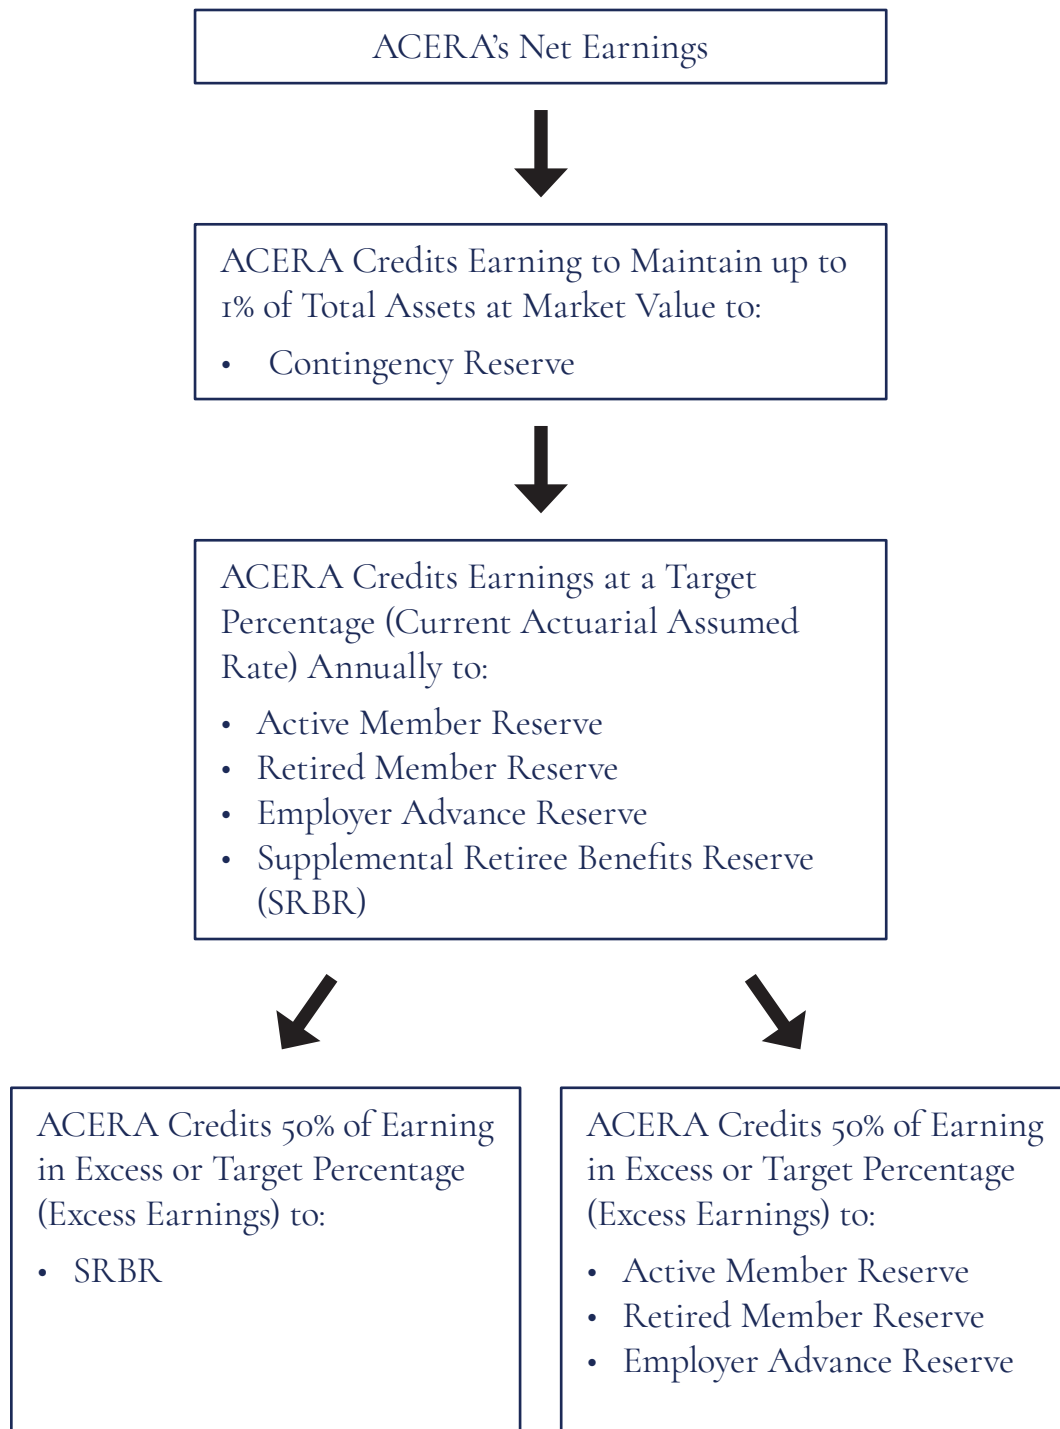 ACERA’s Net Earnings
ACERA Credits Earning to Maintain up to
1% of Total Assets at Market Value to:
• Contingency Reserve
ACERA Credits Earnings at a Target
Percentage (Current Actuarial Assumed
Rate) Annually to:
• Active Member Reserve
• Retired Member Reserve
• Employer Advance Reserve
• Supplemental Retiree Benefits Reserve
(SRBR)
ACERA Credits 50% of Earning
in Excess or Target Percentage
(Excess Earnings) to:
• SRBR
ACERA Credits 50% of Earning
in Excess or Target Percentage
(Excess Earnings) to:
• Active Member Reserve
• Retired Member Reserve
• Employer Advance Reserve